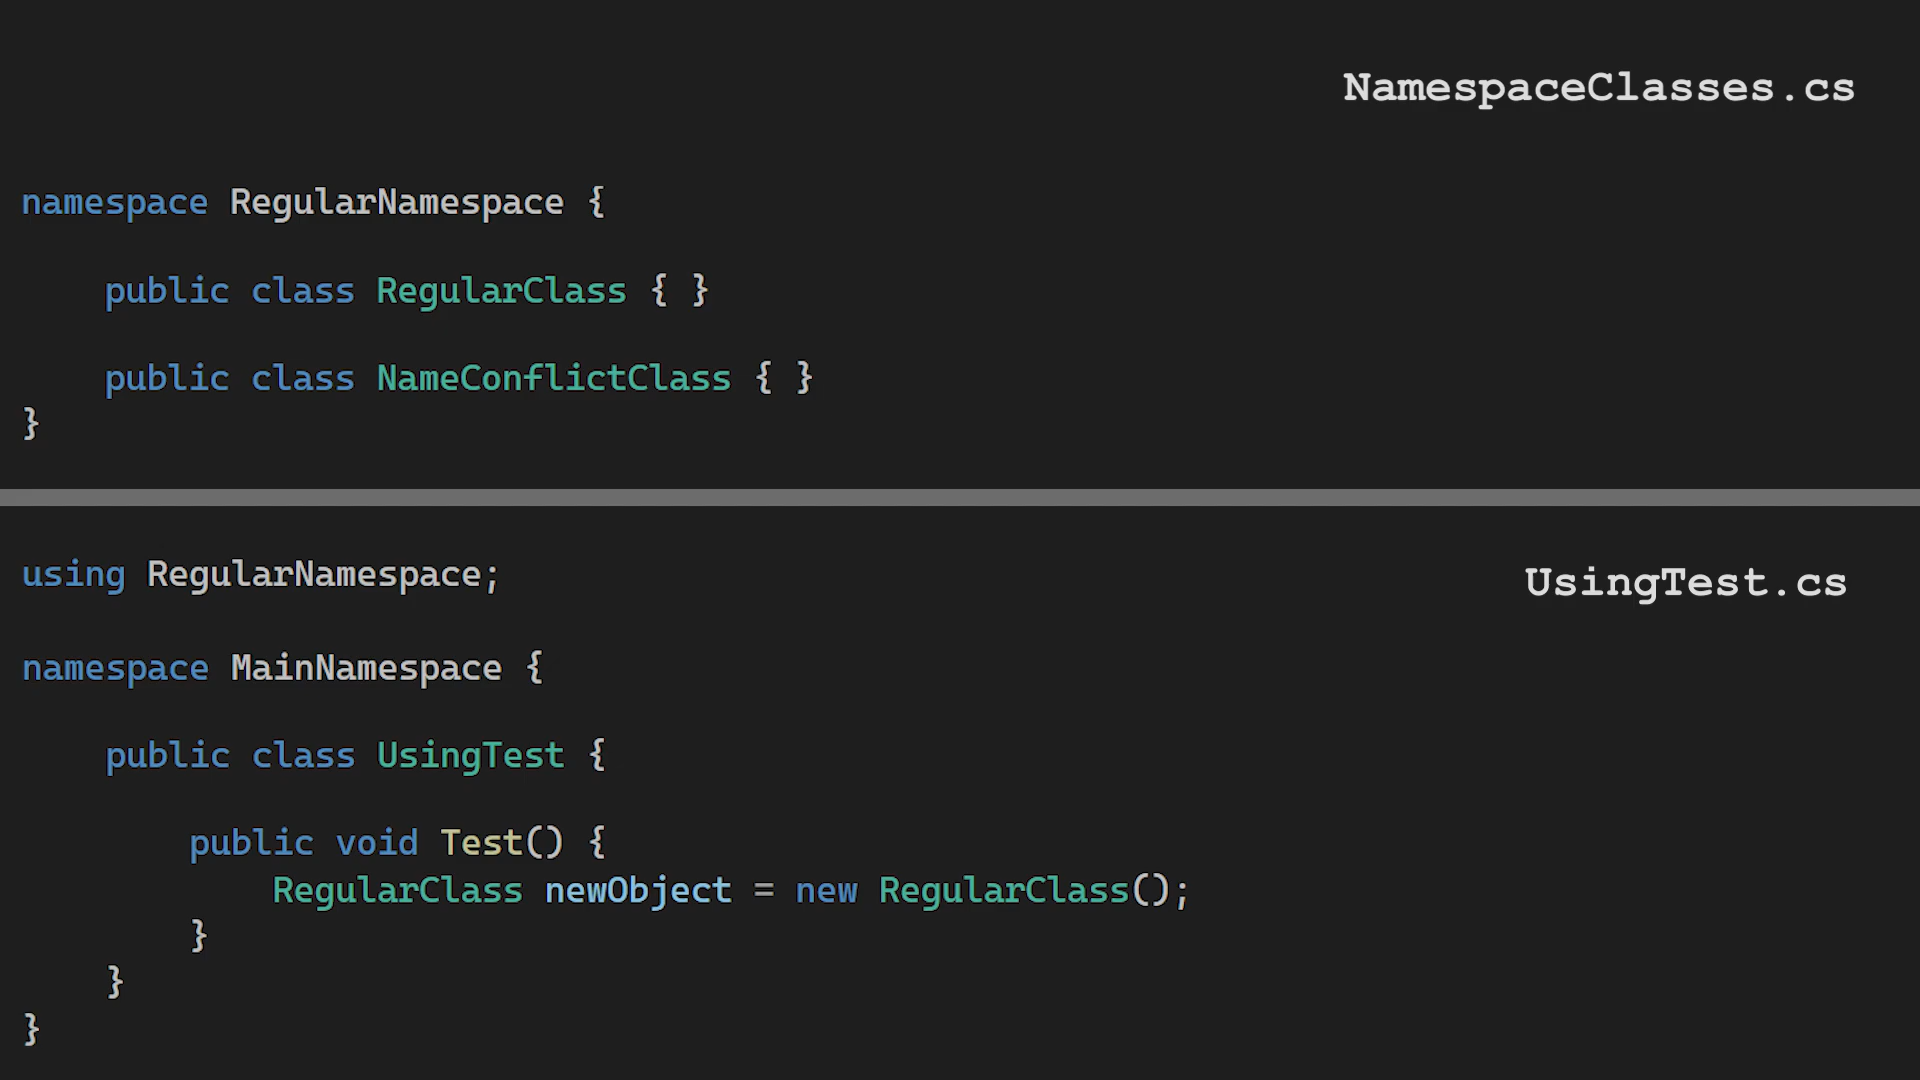 NamespaceClasses.cs
namespace RegularNamespace {
public class RegularClass { }
public class NameConflictClass { }
}
using RegularNamespace;
UsingTest.cs
namespace MainNamespace {
public class UsingTest {
public void Test() {
RegularClass newObject = new RegularClass();
}
}
}